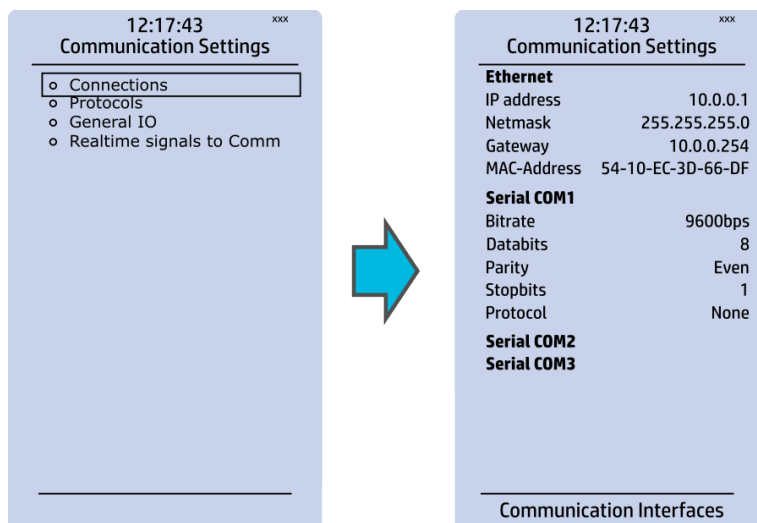 12:17:43 xxx
Communication Settings
Connections
Protocols
General IO
Realtime signals to Comm
12:17:43 xxx
Communication Settings
Ethernet
IP address 10.0.0.1
Netmask 255.255.255.0
Gateway 10.0.0.254
MAC-Address 54-10-EC-3D-66-DF
Serial COM1
Bitrate 9600bps
Databits 8
Parity Even
Stopbits 1
Protocol None
Serial COM2
Serial COM3
Communication Interfaces